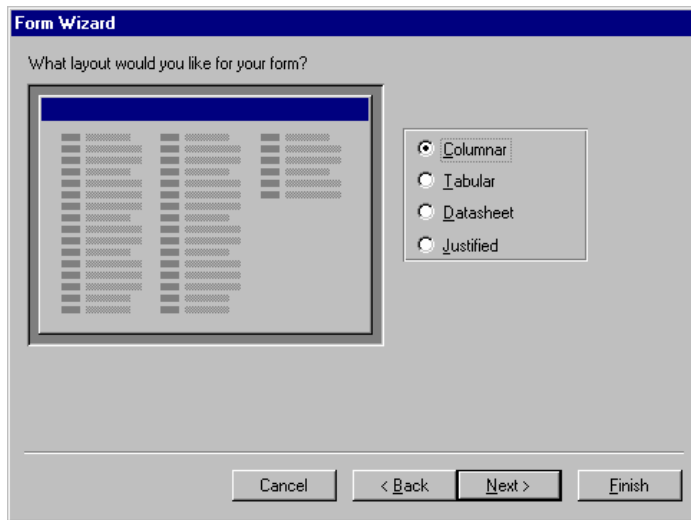 Form Wizard
What layout would you like for your form?
Columnar
Tabular
Datasheet
Justified
Cancel
< Back
Next >
Finish